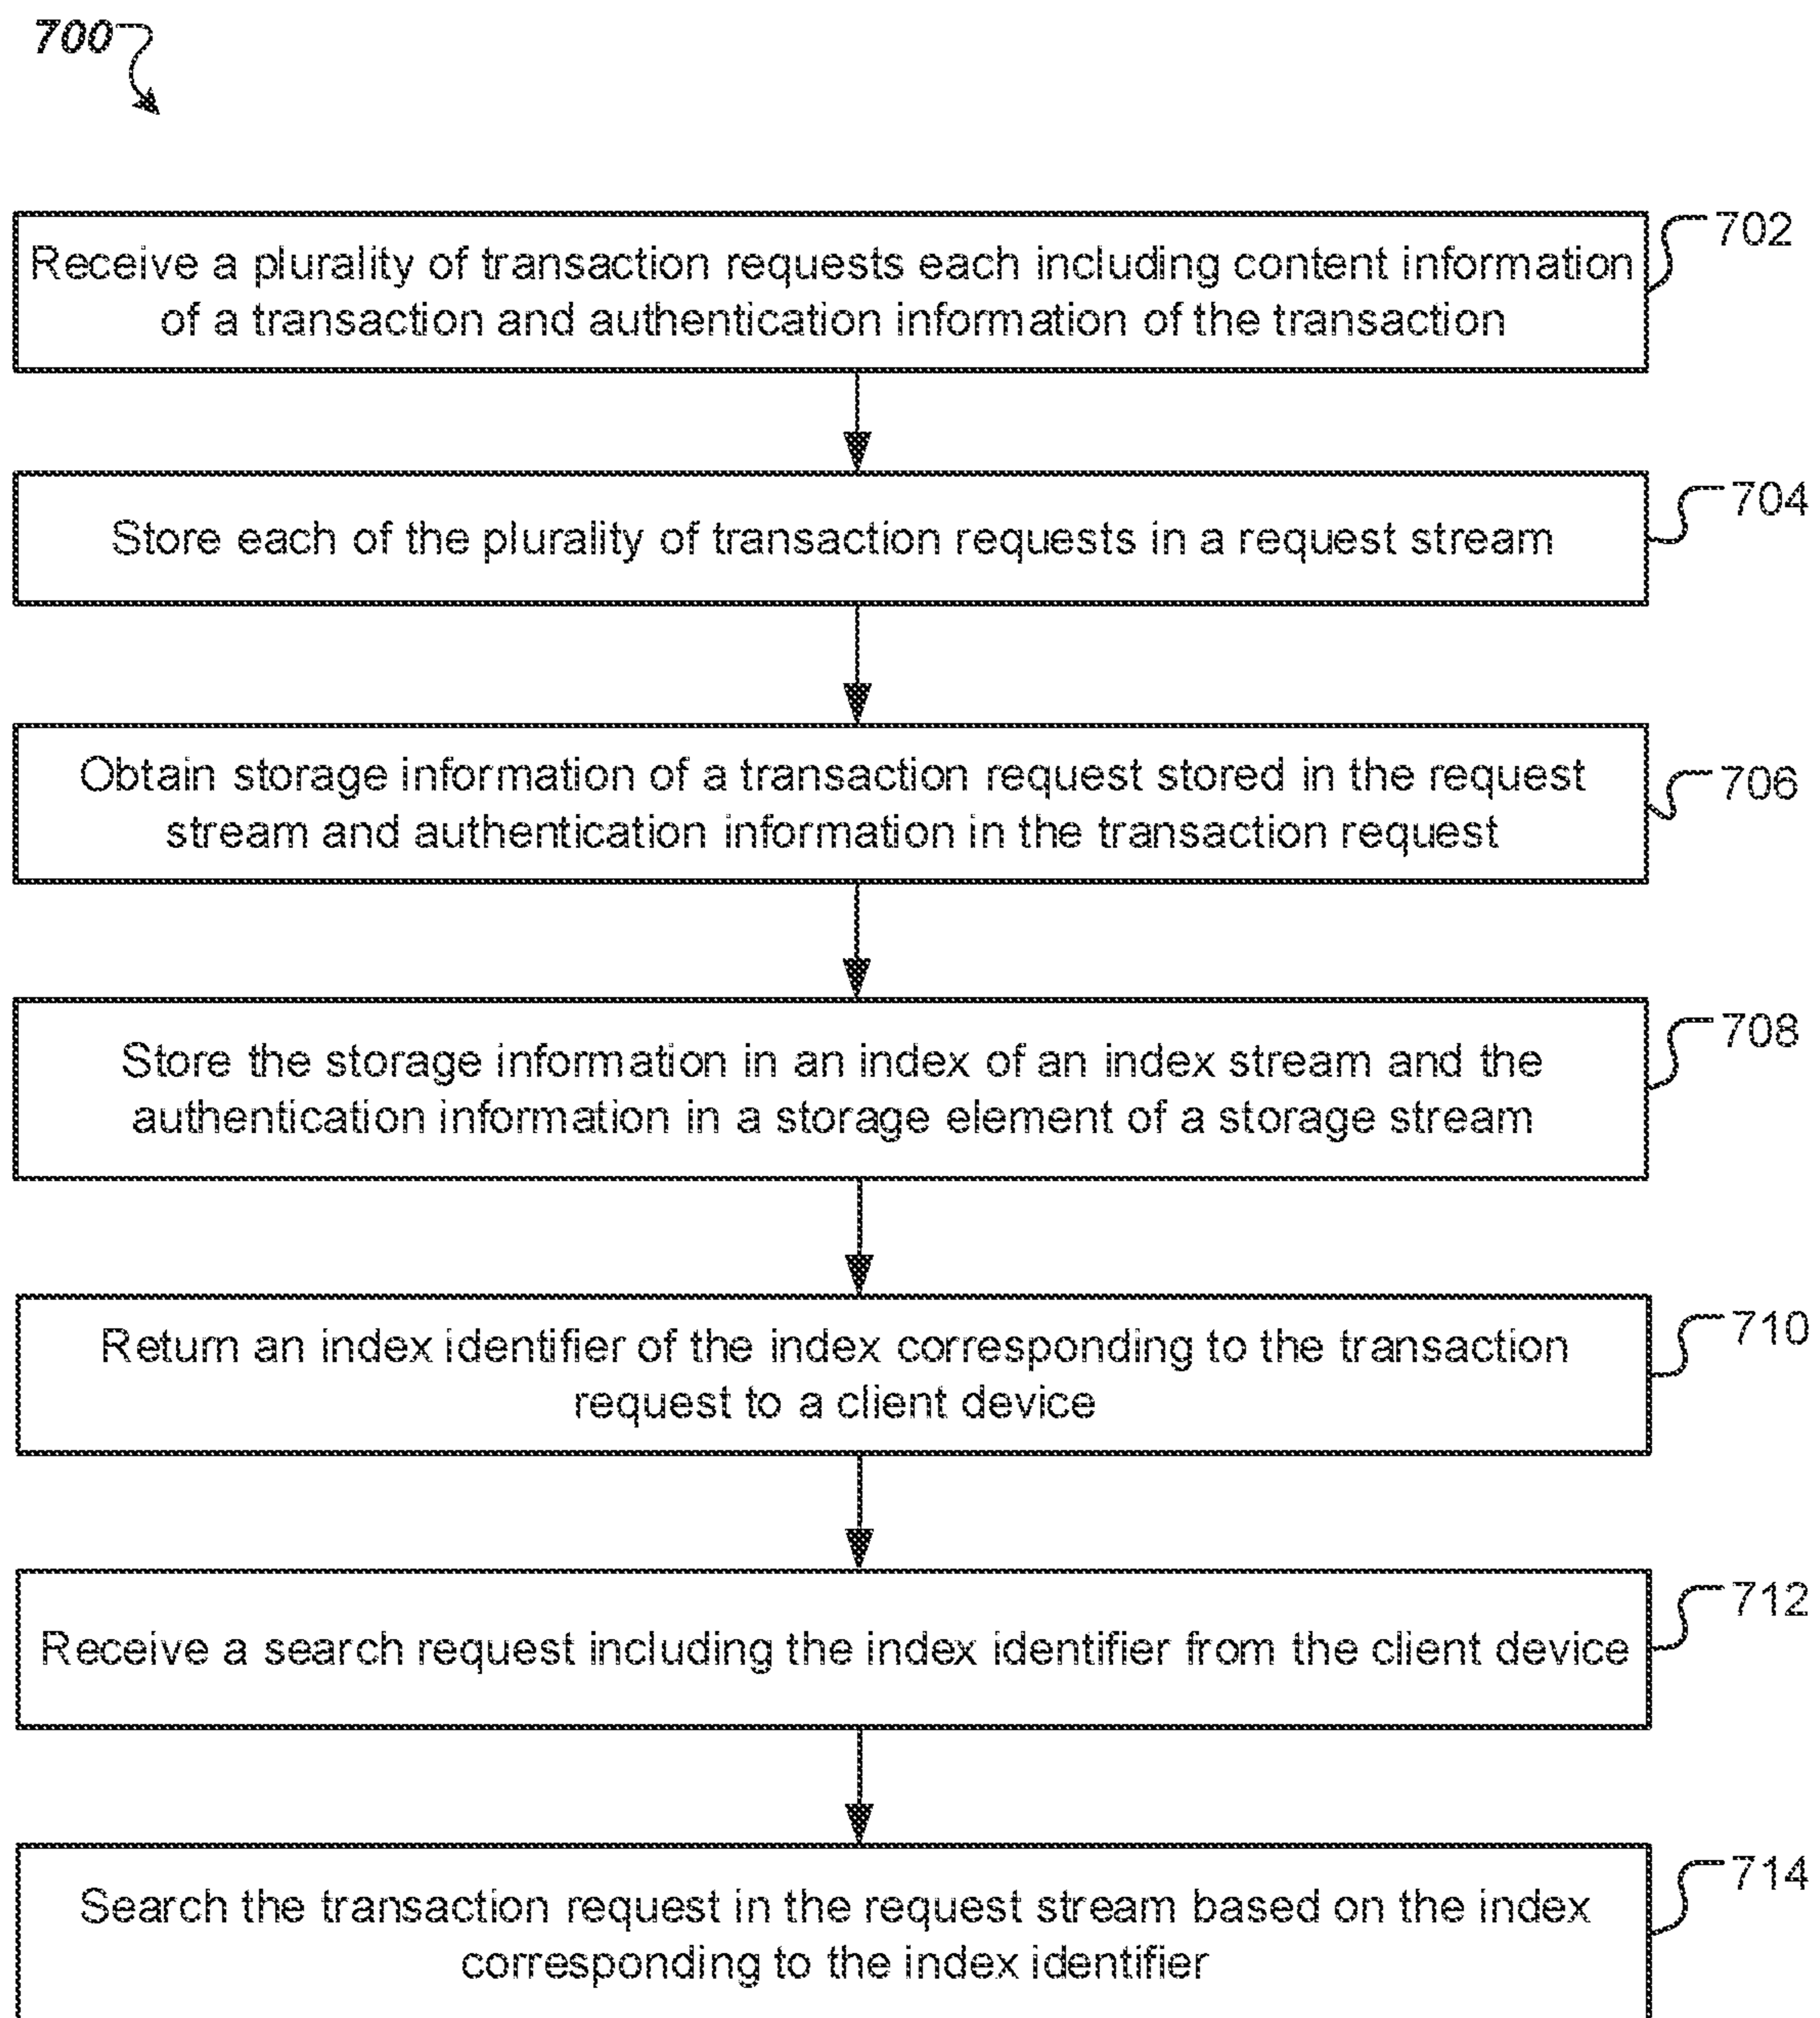 700
Receive a plurality of transaction requests each including content information
of a transaction and authentication information of the transaction
702
Store each of the plurality of transaction requests in a request stream
704
Obtain storage information of a transaction request stored in the request
stream and authentication information in the transaction request
706
Store the storage information in an index of an index stream and the
authentication information in a storage element of a storage stream
708
Return an index identifier of the index corresponding to the transaction
request to a client device
710
Receive a search request including the index identifier from the client device
712
Search the transaction request in the request stream based on the index
corresponding to the index identifier
714